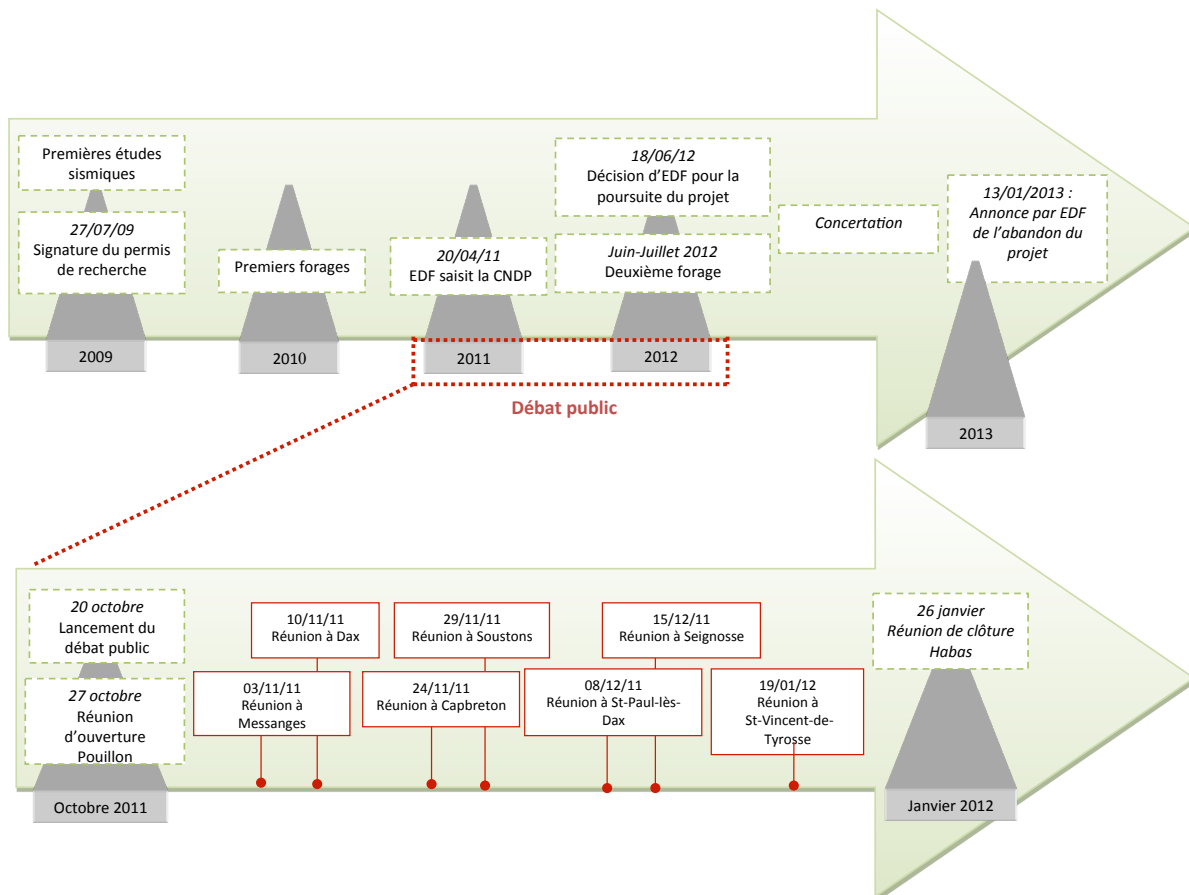 Premières études
sismiques
27/07/09
Signature du permis
de recherche
2009
Premiers forages
2010
20/04/11
EDF saisit la CNDP
2011
18/06/12
Décision d'EDF pour la
poursuite du projet
Juin-Juillet 2012
Deuxième forage
2012
Concertation
13/01/2013 :
Annonce par EDF
de l'abandon du
projet
2013
Débat public
20 octobre
Lancement du
débat public
27 octobre
Réunion
d'ouverture
Pouillon
Octobre 2011
10/11/11
Réunion à Dax
03/11/11
Réunion à
Messanges
29/11/11
Réunion à Soustons
24/11/11
Réunion à Capbreton
15/12/11
Réunion à Seignosse
08/12/11
Réunion à St-Paul-lès-
Dax
19/01/12
Réunion à
St-Vincent-de-
Tyrosse
26 janvier
Réunion de clôture
Habas
Janvier 2012